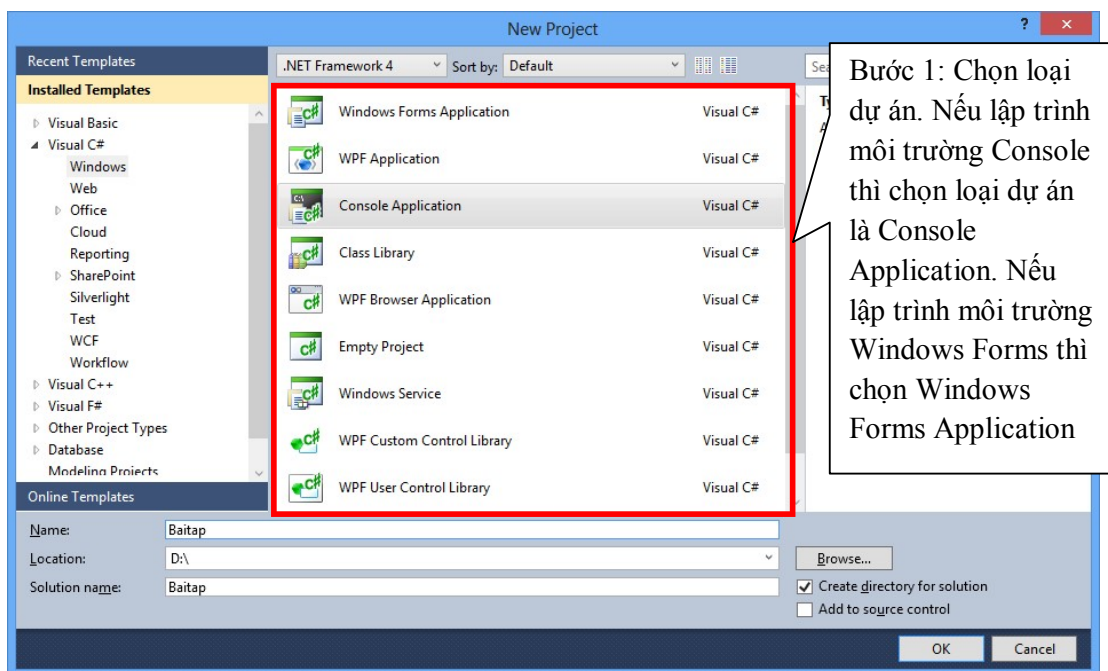 New Project
?
Recent Templates
.NET Framework 4
Sort by:
Default
Installed Templates
Visual Basic
Visual C#
Windows
Web
Office
Cloud
Reporting
SharePoint
Silverlight
Test
WCF
Workflow
Visual C++
Visual F#
Other Project Types
Database
Modeling Projects
Online Templates
Windows Forms Application Visual C#
WPF Application Visual C#
Console Application Visual C#
Class Library Visual C#
WPF Browser Application Visual C#
Empty Project Visual C#
Windows Service Visual C#
WPF Custom Control Library Visual C#
WPF User Control Library Visual C#
Bước 1: Chọn loại
dự án. Nếu lập trình
môi trường Console
thì chọn loại dự án
là Console
Application. Nếu
lập trình môi trường
Windows Forms thì
chọn Windows
Forms Application
Name: Baitap
Location: D:\
Browse...
Solution name: Baitap
Create directory for solution
Add to source control
OK
Cancel